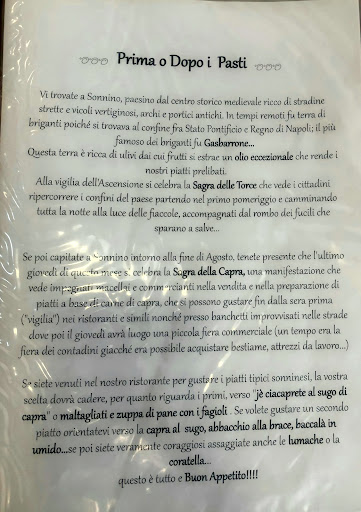 Prima o Dopo i Pasti
Vi trovate a Sonnino, paesino dal centro storico medievale ricco di stradine
strette e vicoli vertiginosi, archi e portici antichi. In tempi remoti fu terra di
briganti poiché si trovava al confine fra Stato Pontificio e Regno di Napoli; il più
famoso dei briganti fu Gasbarrone...
Questa terra è ricca di ulivi dai cui frutti si estrae un olio eccezionale che rende i
nostri piatti prelibati.
Alla vigilia dell'Ascensione si celebra la Sagra delle Torce che vede i cittadini
ripercorrere i confini del paese partendo nel primo pomeriggio e camminando
tutta la notte alla luce delle fiaccole, accompagnati dal rombo dei fucili che
sparano a salve...
Se poi capitate a Sonnino intorno alla fine di Agosto, tenete presente che l'ultimo
giovedì di questo mese si celebra la Sagra della Capra, una manifestazione che
vede impegnati macellai e commercianti nella vendita e nella preparazione di
piatti a base di carne di capra, che si possono gustare fin dalla sera prima
("vigilia") nei ristoranti e simili nonché presso banchetti improvvisati nelle strade
dove poi il giovedì avrà luogo una piccola fiera commerciale (un tempo era la
fiera dei contadini giacché era possibile acquistare bestiame, attrezzi da lavoro...)
Se siete venuti nel nostro ristorante per gustare i piatti tipici sonninesi, la vostra
scelta dovrà cadere, per quanto riguarda i primi, verso "jè ciacaprete al sugo di
capra" o maltagliati e zuppa di pane con i fagioli . Se volete gustare un secondo
piatto orientatevi verso la capra al sugo, abbacchio alla brace, baccalà in
umido...se poi siete veramente coraggiosi assaggiate anche le lumache o la
coratella...
questo è tutto e Buon Appetito!!!!